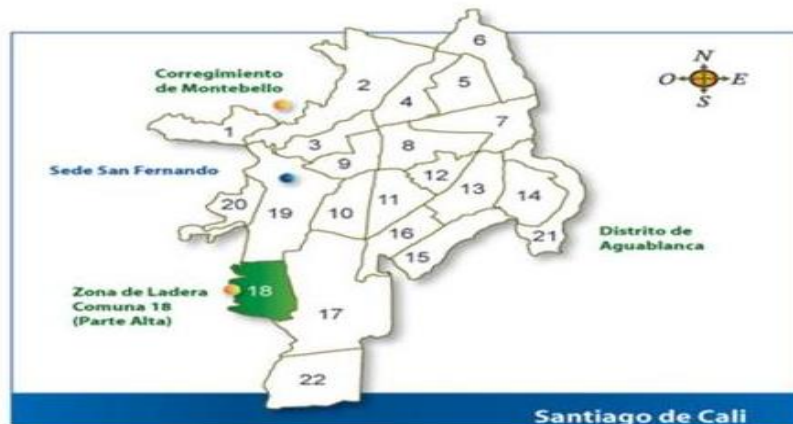 6
N
O E
S
Corregimiento
de Montebello
2
5
4
7
1
3
8
9
Sede San Fernando
12
13
14
20
19
10
11
16
21
Distrito de
Aguablanca
15
Zona de Ladera
Comuna 18
(Parte Alta)
18
17
22
Santiago de Cali